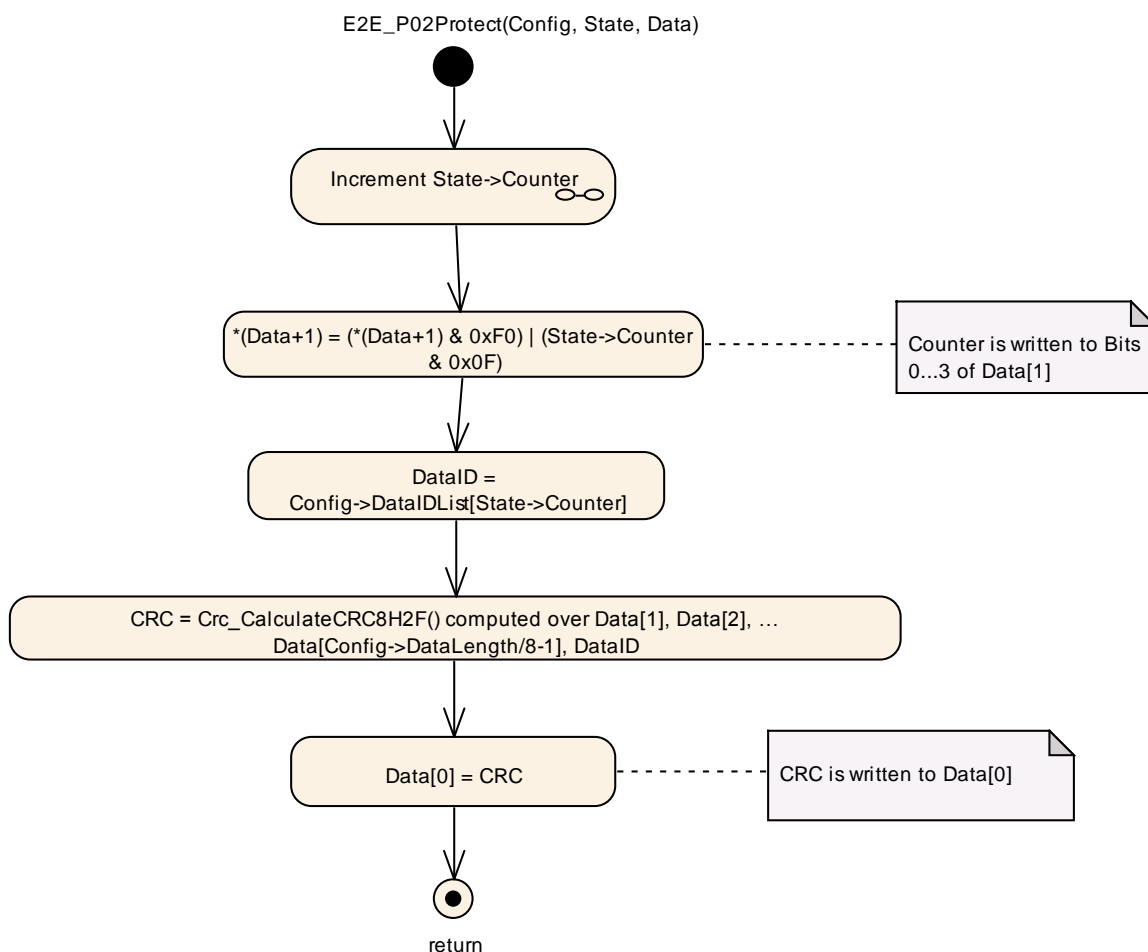 E2E_P02Protect(Config, State, Data)
Increment State->Counter
*(Data+1) = (*(Data+1) & 0xF0) | (State->Counter
& 0x0F)
Counter is written to Bits
0...3 of Data[1]
DataID =
Config->DataIDList[State->Counter]
CRC = Crc_CalculateCRC8H2F() computed over Data[1], Data[2], ...
Data[Config->DataLength/8-1], DataID
Data[0] = CRC
CRC is written to Data[0]
return